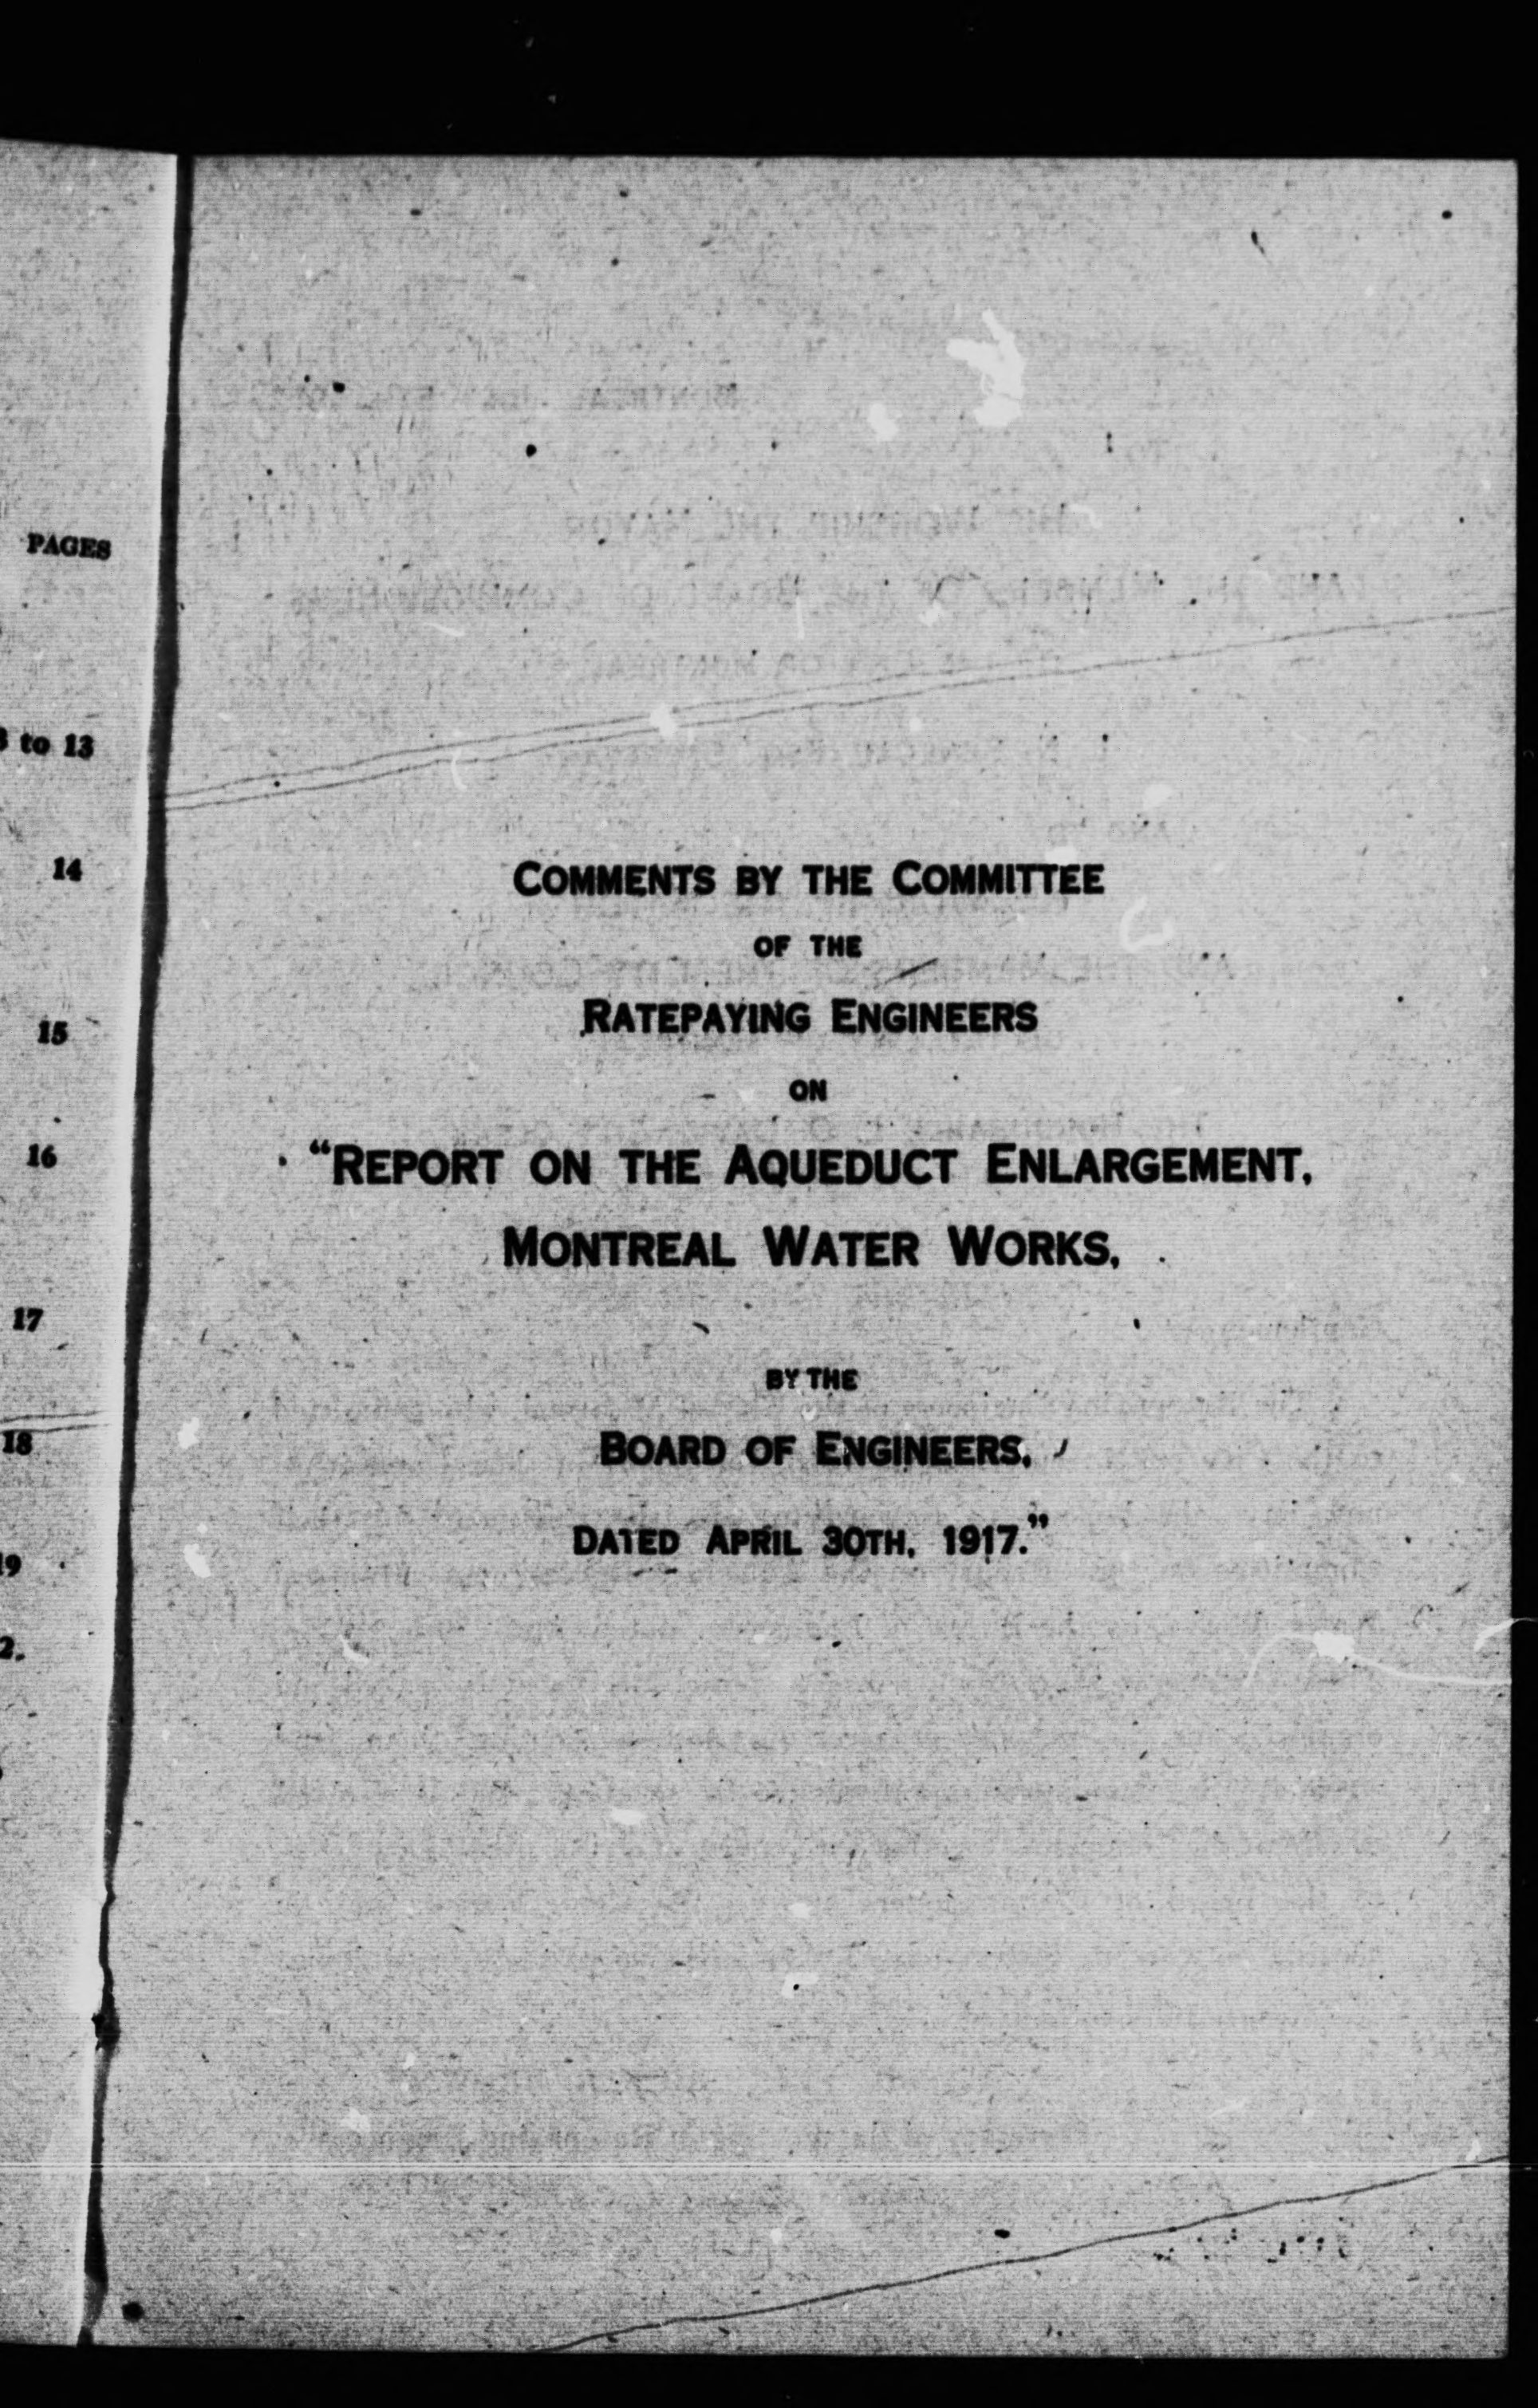 PAGES
to 13
14
15
16
17
18
COMMENTS BY THE COMMITTEE
OF THE
RATEPAYING ENGINEERS
ON
“REPORT ON THE AQUEDUCT ENLARGEMENT,
MONTREAL WATER WORKS,
BY THE
BOARD OF ENGINEERS,
DATED APRIL 30TH, 1917.”